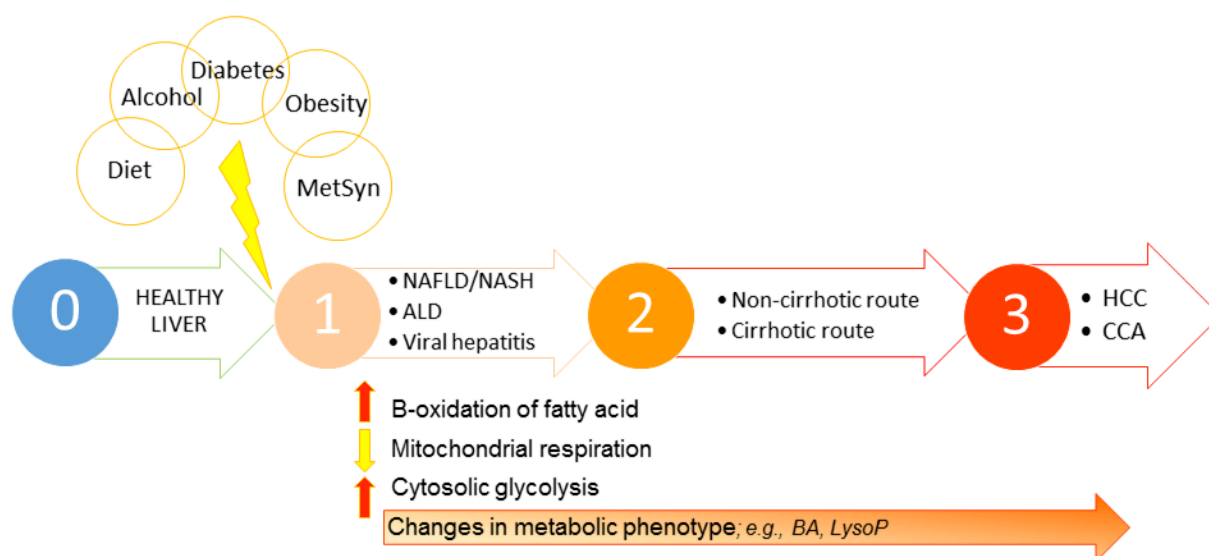 Diabetes
Alcohol
Obesity
Diet
MetSyn
0
HEALTHY
LIVER
1
• NAFLD/NASH
• ALD
• Viral hepatitis
2
• Non-cirrhotic route
• Cirrhotic route
3
• HCC
• CCA
B-oxidation of fatty acid
Mitochondrial respiration
Cytosolic glycolysis
Changes in metabolic phenotype; e.g., BA, LysoP